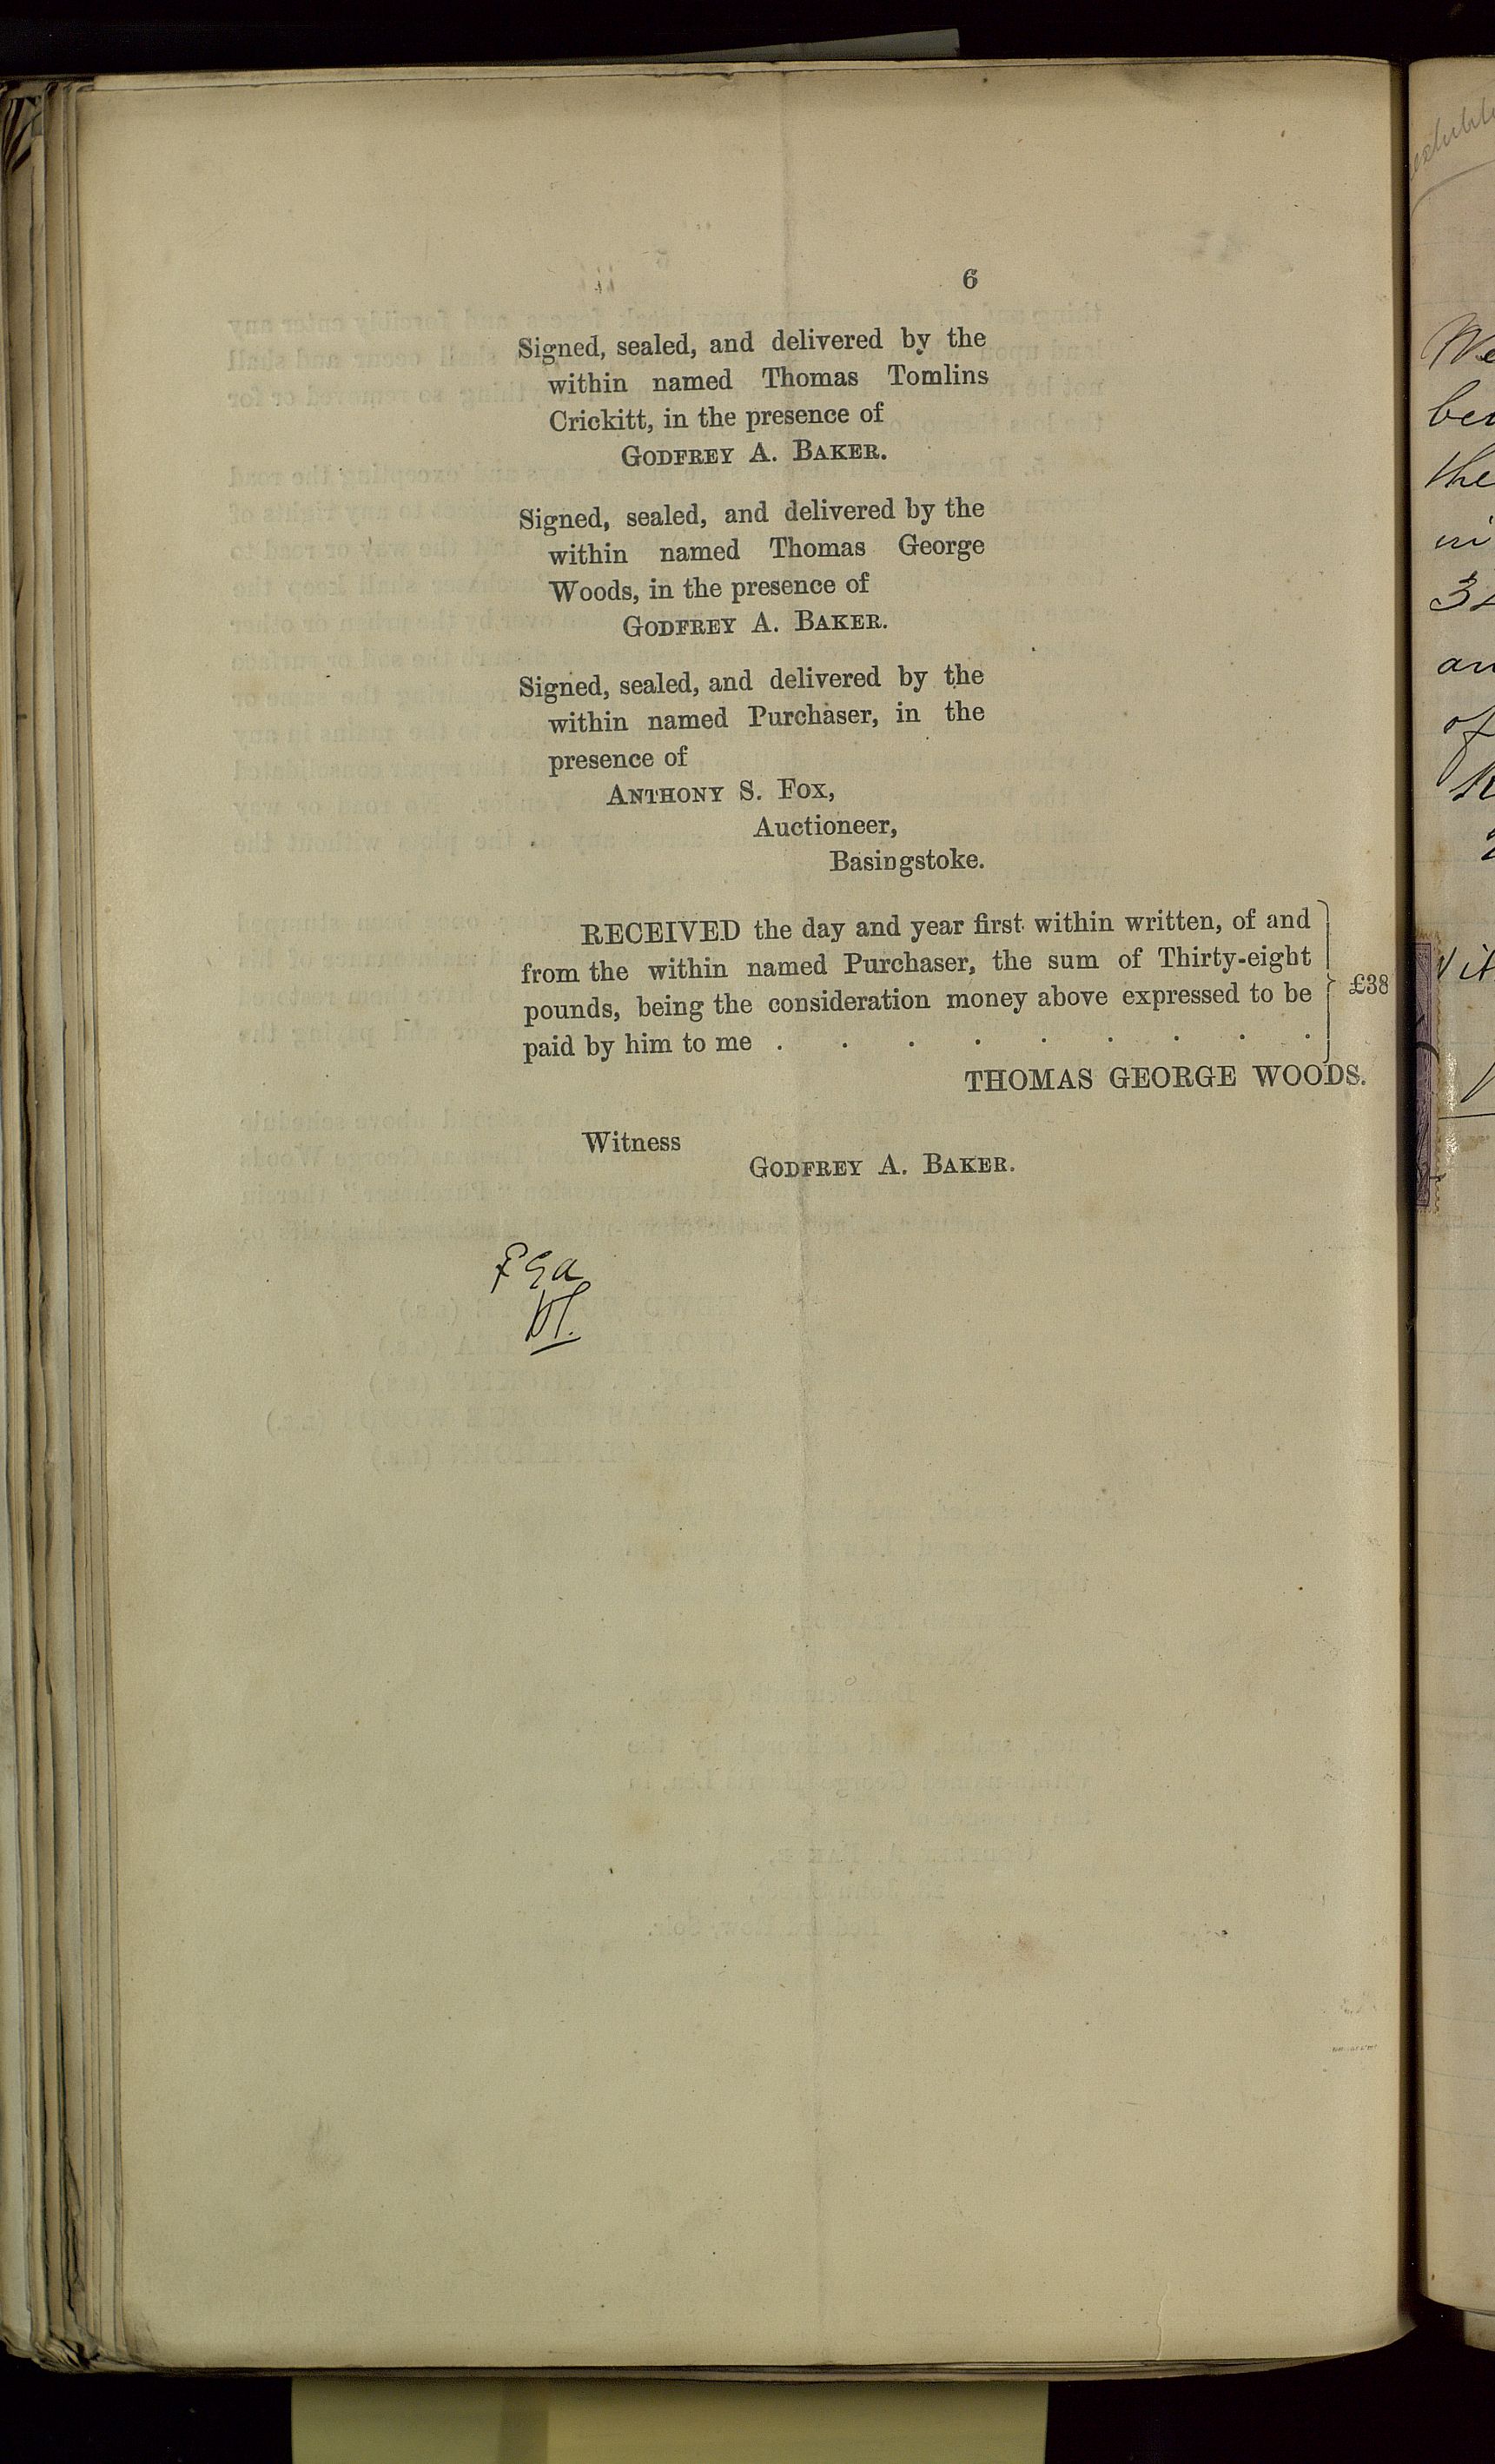 6
Signed, sealed, and delivered by the
within named Thomas Tomlins
Crickitt, in the presence of
GODFREY A. BAKER.
Signed, sealed, and delivered by the
within named Thomas George
Woods, in the presence of
GODFREY A. BAKER.
Signed, sealed, and delivered by the
within named Purchaser, in the
presence of
ANTHONY S. FOX,
Auctioneer,
Basingstoke.
RECEIVED the day and year first within written, of and
from the within named Purchaser, the sum of Thirty-eight
pounds, being the consideration money above expressed to be
paid by him to me . . . . . . . . .
£38
THOMAS GEORGE WOODS.
Witness
GODFREY A. BAKER.
the
in
of